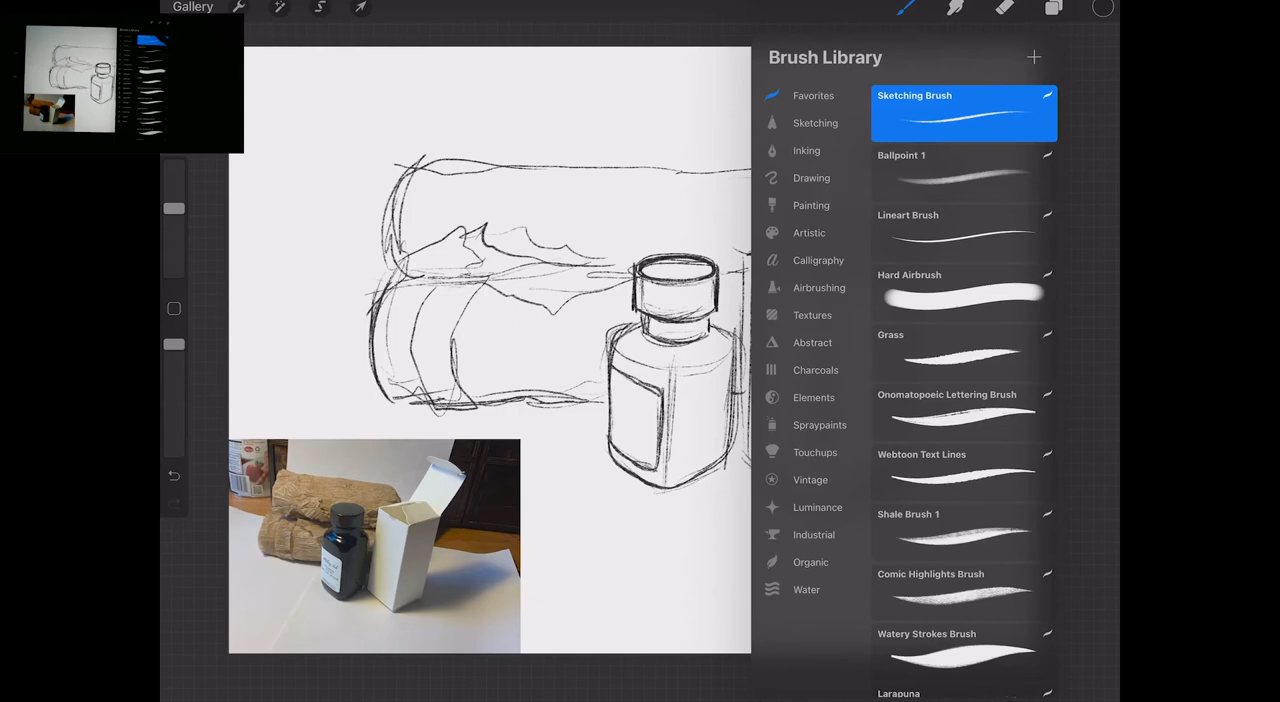 Gallery
Brush Library
Favorites
Sketching
Inking
Drawing
Painting
Artistic
Calligraphy
Airbrushing
Textures
Abstract
Charcoals
Elements
Spraypaints
Touchups
Vintage
Luminance
Industrial
Organic
Water
Sketching Brush
Ballpoint 1
Lineart Brush
Hard Airbrush
Grass
Onomatopoeic Lettering Brush
Webtoon Text Lines
Shale Brush 1
Comic Highlights Brush
Watery Strokes Brush
Larapuna